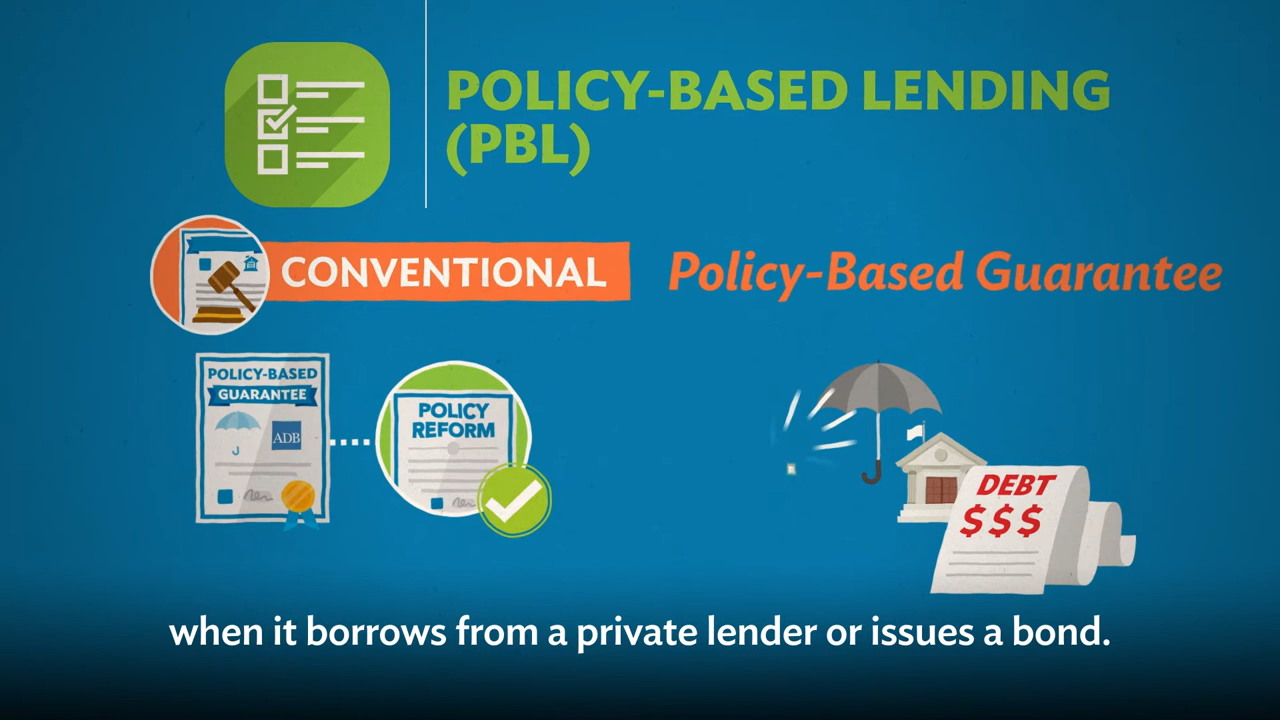 POLICY-BASED LENDING
(PBL)
CONVENTIONAL
Policy-Based Guarantee
POLICY-BASED
GUARANTEE
ADB
POLICY
REFORM
DEBT
$$$
when it borrows from a private lender or issues a bond.